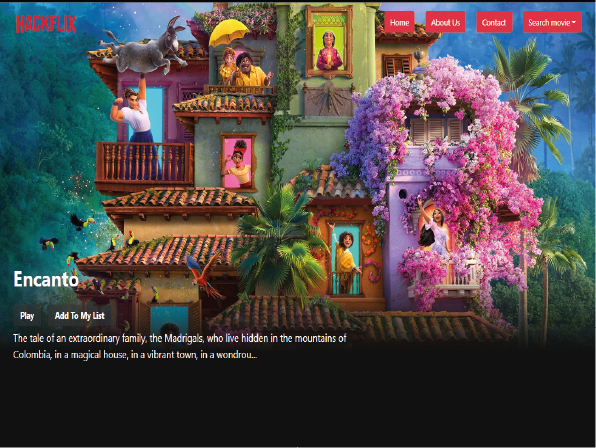 HACKFLIX
Home About Us Contact Search movie
Encanto
Play Add To My List
The tale of an extraordinary family, the Madrigals, who live hidden in the mountains of
Colombia, in a magical house, in a vibrant town, in a wondrou...